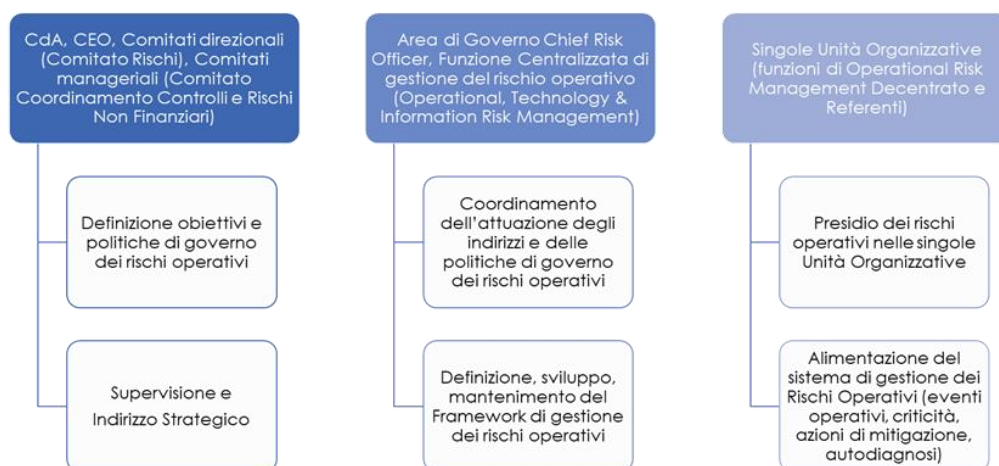 CdA, CEO, Comitati direzionali
(Comitato Rischi), Comitati
manageriali (Comitato
Coordinamento Controlli e Rischi
Non Finanziari)
Definizione obiettivi e
politiche di governo
dei rischi operativi
Supervisione e
Indirizzo Strategico
Area di Governo Chief Risk
Officer, Funzione Centralizzata di
gestione del rischio operativo
(Operational, Technology &
Information Risk Management)
Coordinamento
dell'attuazione degli
indirizzi e delle
politiche di governo
dei rischi operativi
Definizione, sviluppo,
mantenimento del
Framework di gestione
dei rischi operativi
Singole Unità Organizzative
(funzioni di Operational Risk
Management Decentrato e
Referenti)
Presidio dei rischi
operativi nelle singole
Unità Organizzative
Alimentazione del
sistema di gestione dei
Rischi Operativi (eventi
operativi, criticità,
azioni di mitigazione,
autodiagnosi)